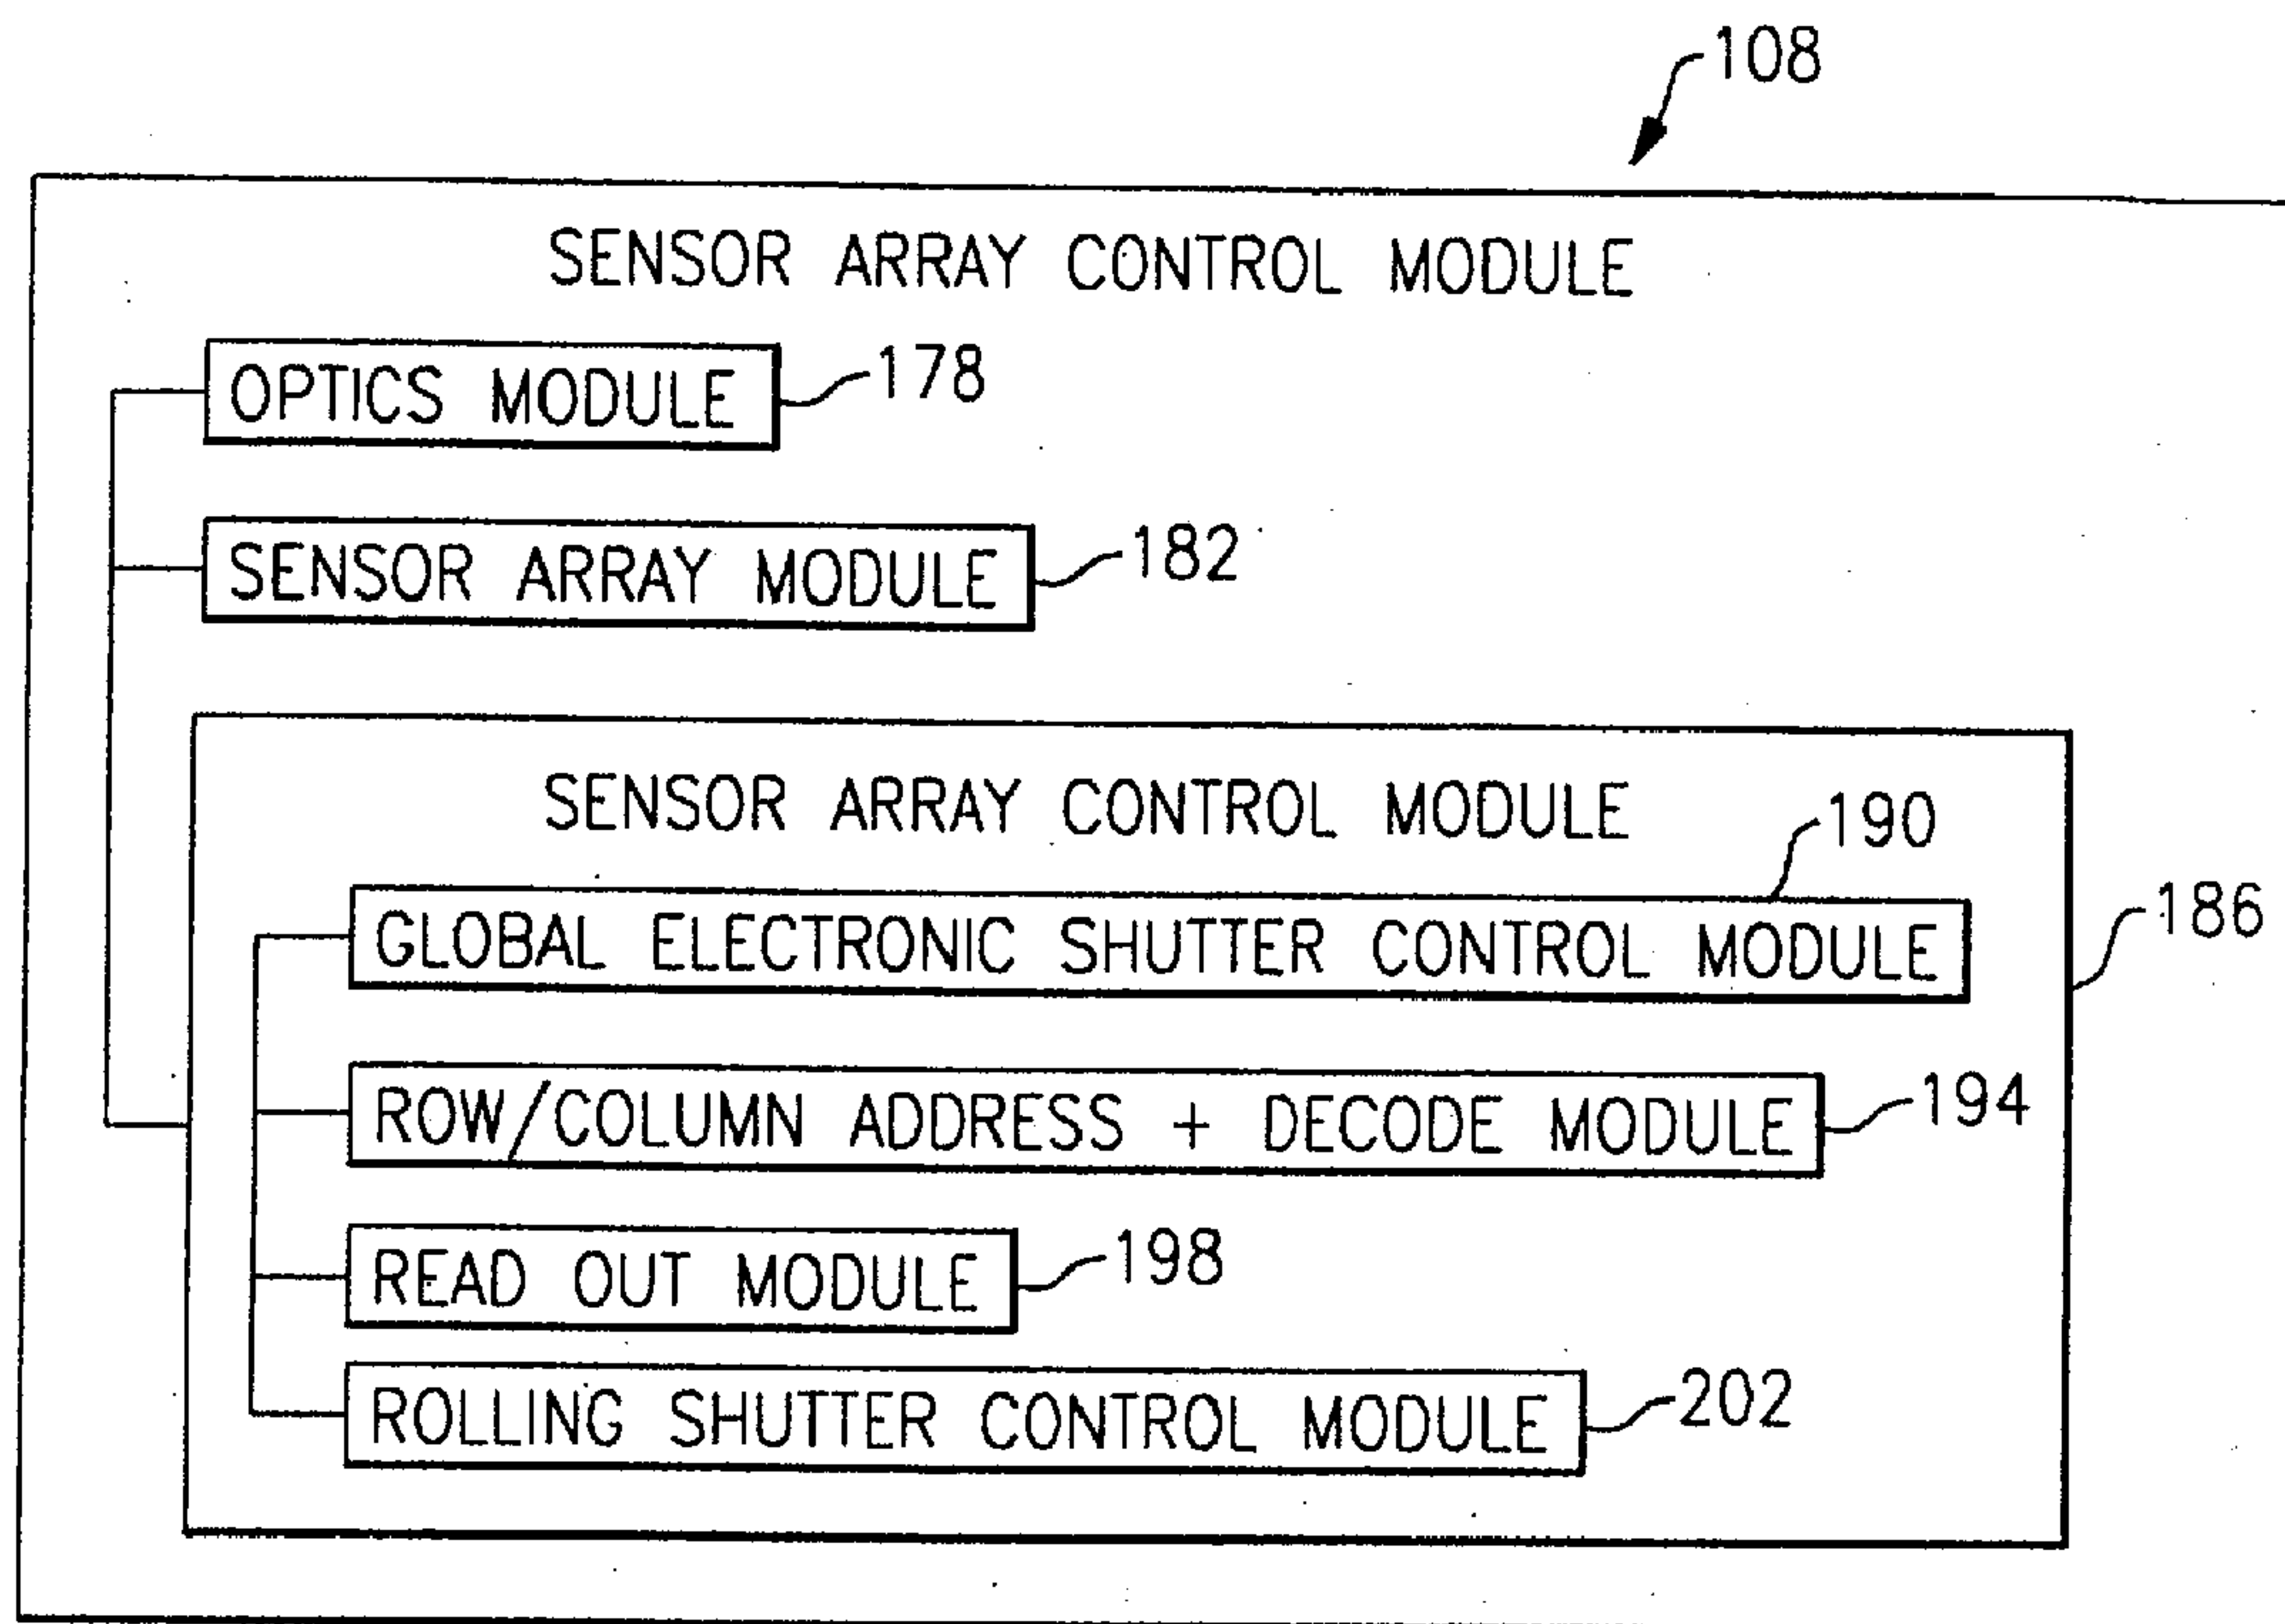 108
SENSOR ARRAY CONTROL MODULE
OPTICS MODULE 178
SENSOR ARRAY MODULE 182
SENSOR ARRAY CONTROL MODULE
190
GLOBAL ELECTRONIC SHUTTER CONTROL MODULE
186
ROW/COLUMN ADDRESS + DECODE MODULE 194
READ OUT MODULE 198
ROLLING SHUTTER CONTROL MODULE 202